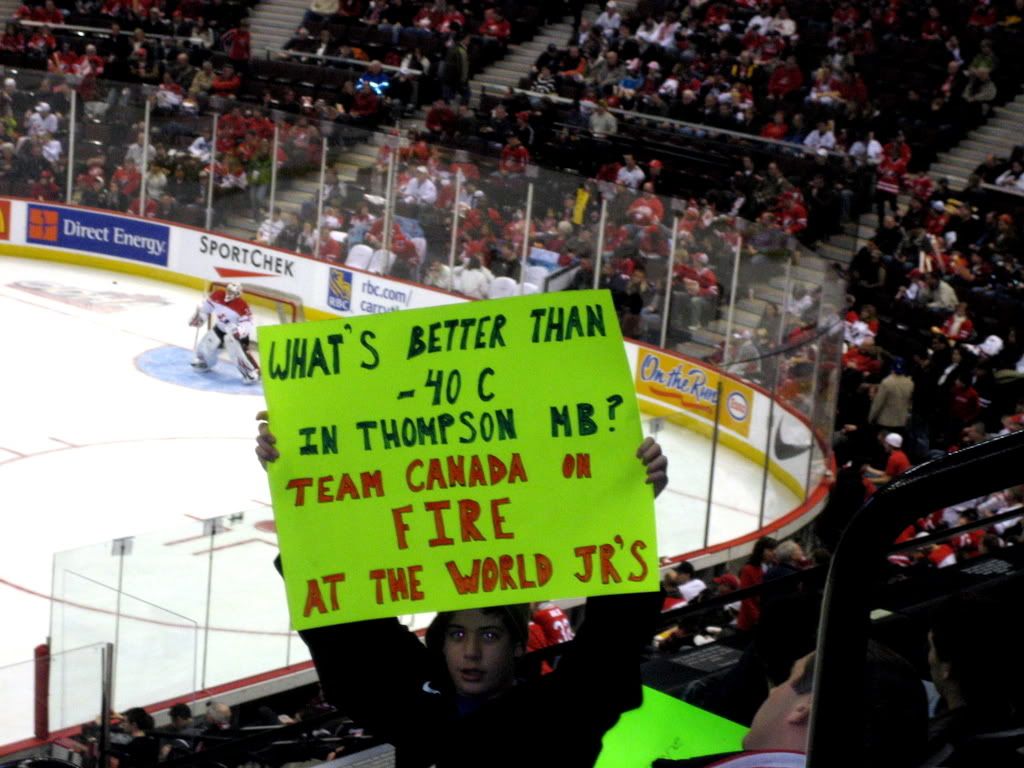 Direct Energy
SPORTCHEK
RBC
rbc.com/
On the Run
Esso
WHAT'S BETTER THAN
-40 C
IN THOMPSON MB?
TEAM CANADA ON
FIRE
AT THE WORLD JR'S